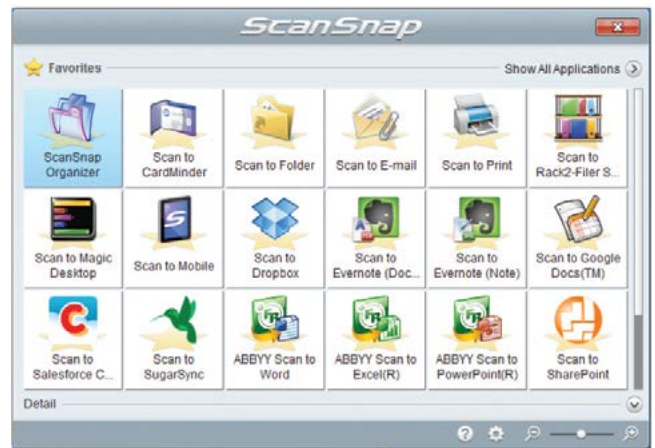 ScanSnap
Favorites
Show All Applications
ScanSnap
Organizer
Scan to
CardMinder
Scan to Folder
Scan to E-mail
Scan to Print
Scan to
Rack2-Filer S...
Scan to Magic
Desktop
Scan to Mobile
Scan to
Dropbox
Scan to
Evernote (Doc...
Scan to
Evernote (Note)
Scan to Google
Docs(TM)
Scan to
Salesforce C...
Scan to
SugarSync
ABBYY Scan to
Word
ABBYY Scan to
Excel(R)
ABBYY Scan to
PowerPoint(R)
Scan to
SharePoint
Detail